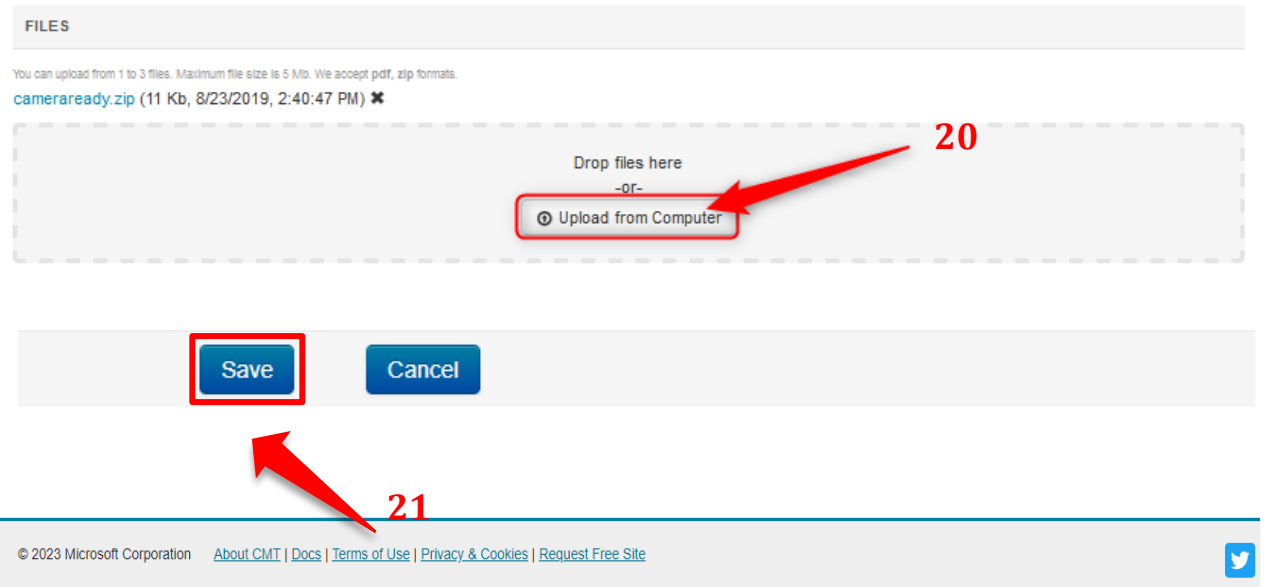 FILES
You can upload from 1 to 3 files. Maximum file size is 5 Mb. We accept pdf, zip formats.
cameraready.zip (11 Kb, 8/23/2019, 2:40:47 PM) ✖
20
Drop files here
-or-
Upload from Computer
Save Cancel
21
© 2023 Microsoft Corporation About CMT | Docs | Terms of Use | Privacy & Cookies | Request Free Site